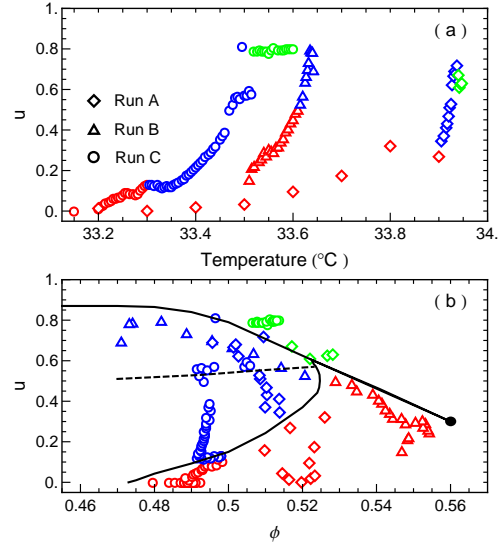 ( a )
1.
0.8
0.6
0.4
0.2
0.
u
Run A
Run B
Run C
33.2 33.4 33.6 33.8 34.
Temperature (°C)
( b )
1.
0.8
0.6
0.4
0.2
0.
u
0.46 0.48 0.5 0.52 0.54 0.56
ϕ